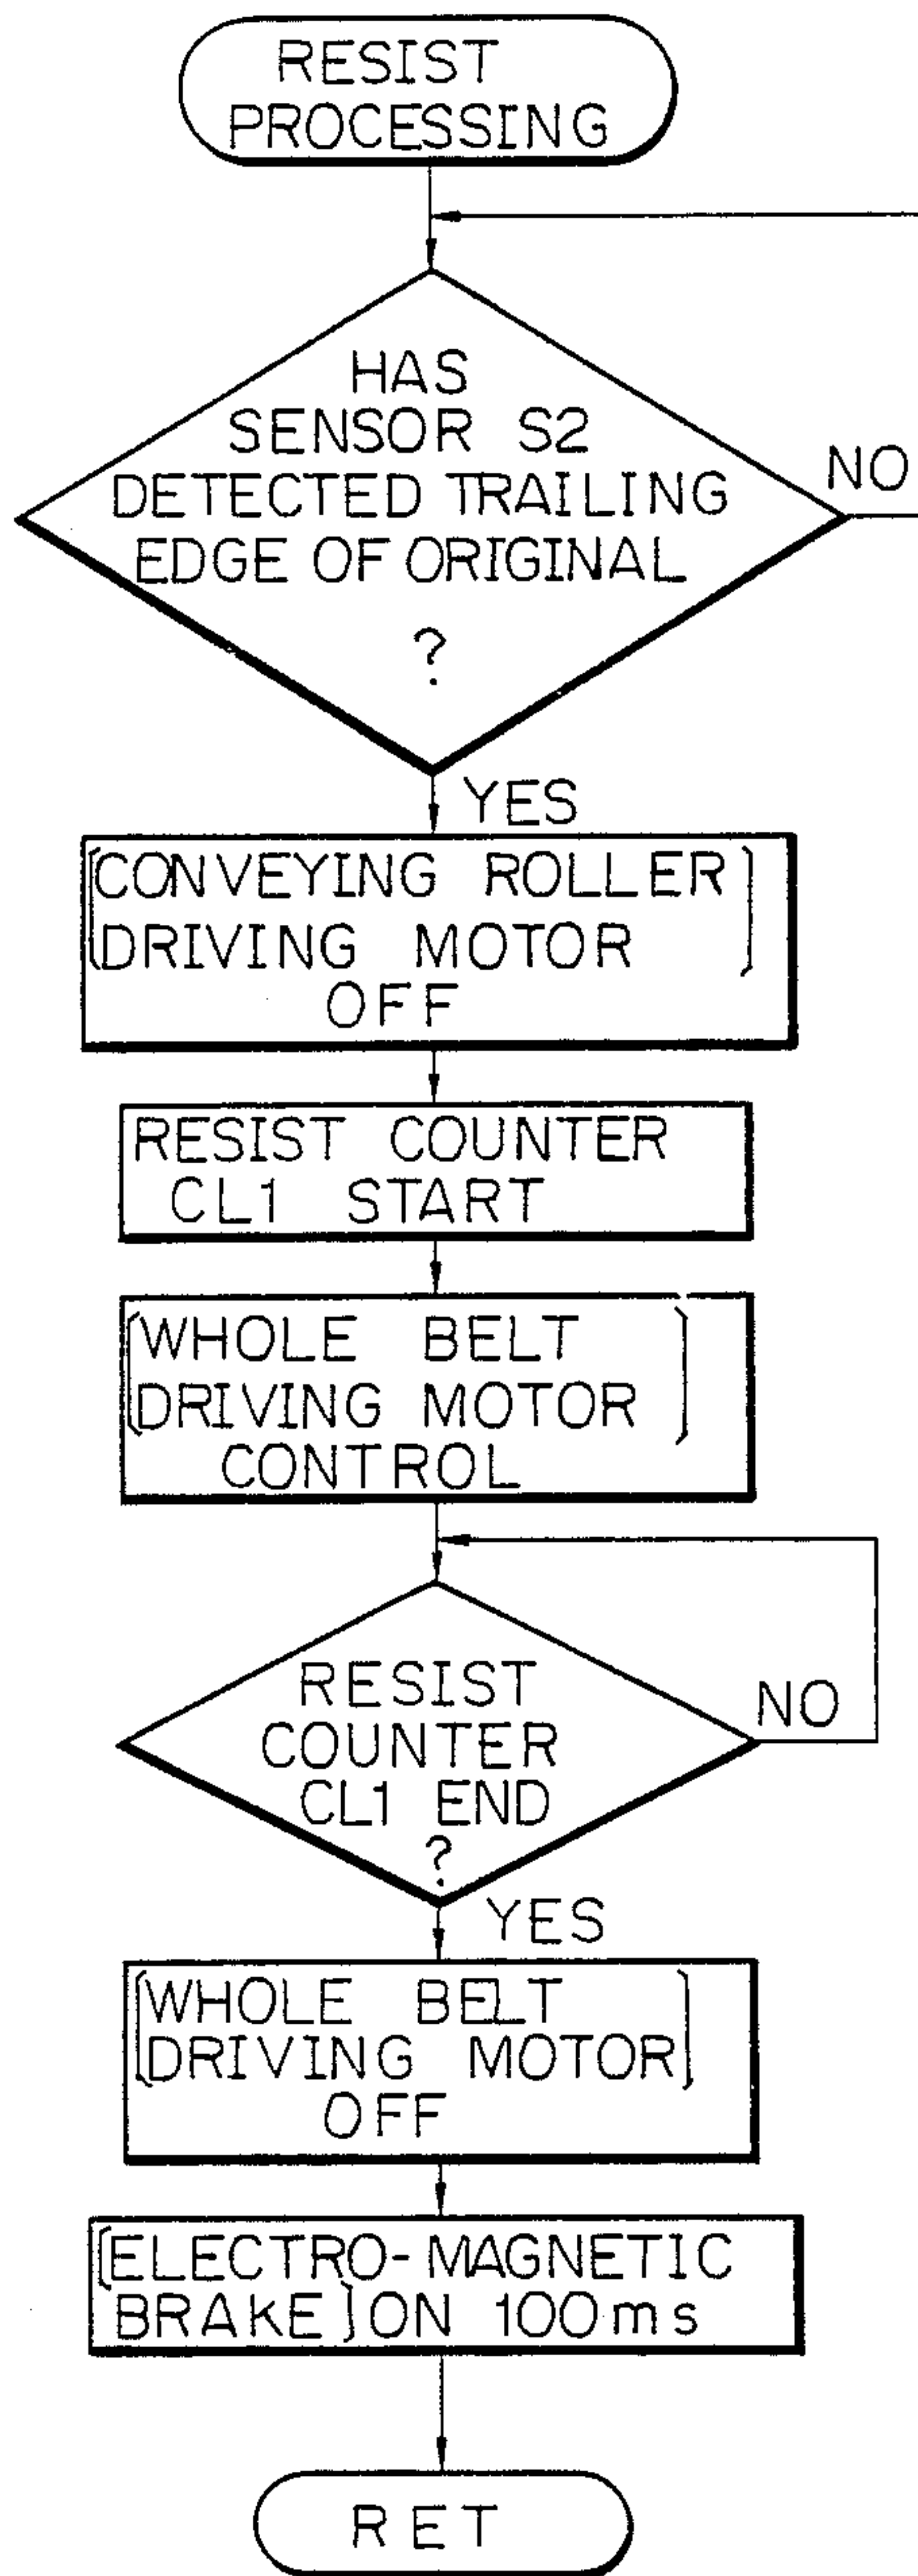 RESIST
PROCESSING
HAS
SENSOR S2
DETECTED TRAILING
EDGE OF ORIGINAL
?
NO
YES
[CONVEYING ROLLER
DRIVING MOTOR]
OFF
RESIST COUNTER
CL1 START
[WHOLE BELT
DRIVING MOTOR]
CONTROL
RESIST
COUNTER
CL1 END
?
NO
YES
[WHOLE BELT
DRIVING MOTOR]
OFF
[ELECTRO-MAGNETIC
BRAKE] ON 100ms
RET